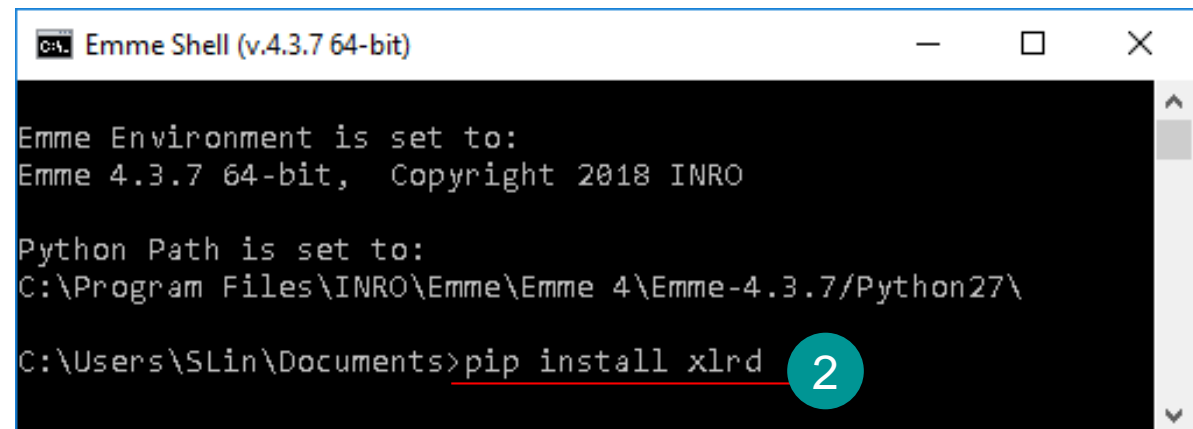 Emme Shell (v.4.3.7 64-bit)
Emme Environment is set to:
Emme 4.3.7 64-bit,  Copyright 2018 INRO
Python Path is set to:
C:\Program Files\INRO\Emme\Emme 4\Emme-4.3.7/Python27\
C:\Users\SLin\Documents>pip install xlrd 2